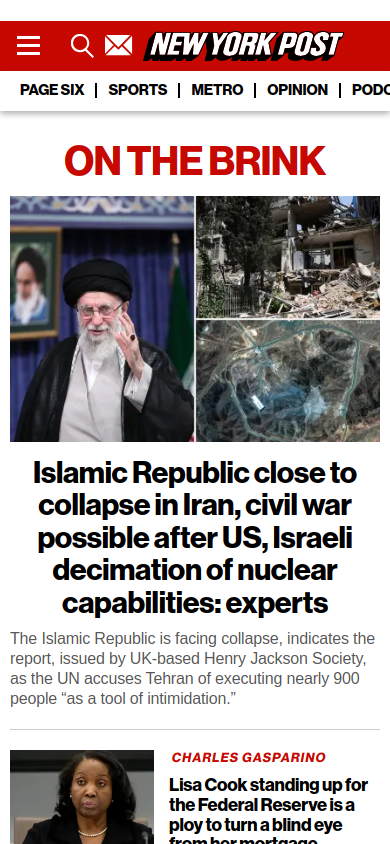 NEW YORK POST
PAGE SIX | SPORTS | METRO | OPINION | PODC
ON THE BRINK
Islamic Republic close to
collapse in Iran, civil war
possible after US, Israeli
decimation of nuclear
capabilities: experts
The Islamic Republic is facing collapse, indicates the
report, issued by UK-based Henry Jackson Society,
as the UN accuses Tehran of executing nearly 900
people “as a tool of intimidation.”
CHARLES GASPARINO
Lisa Cook standing up for
the Federal Reserve is a
ploy to turn a blind eye
from her mortgage